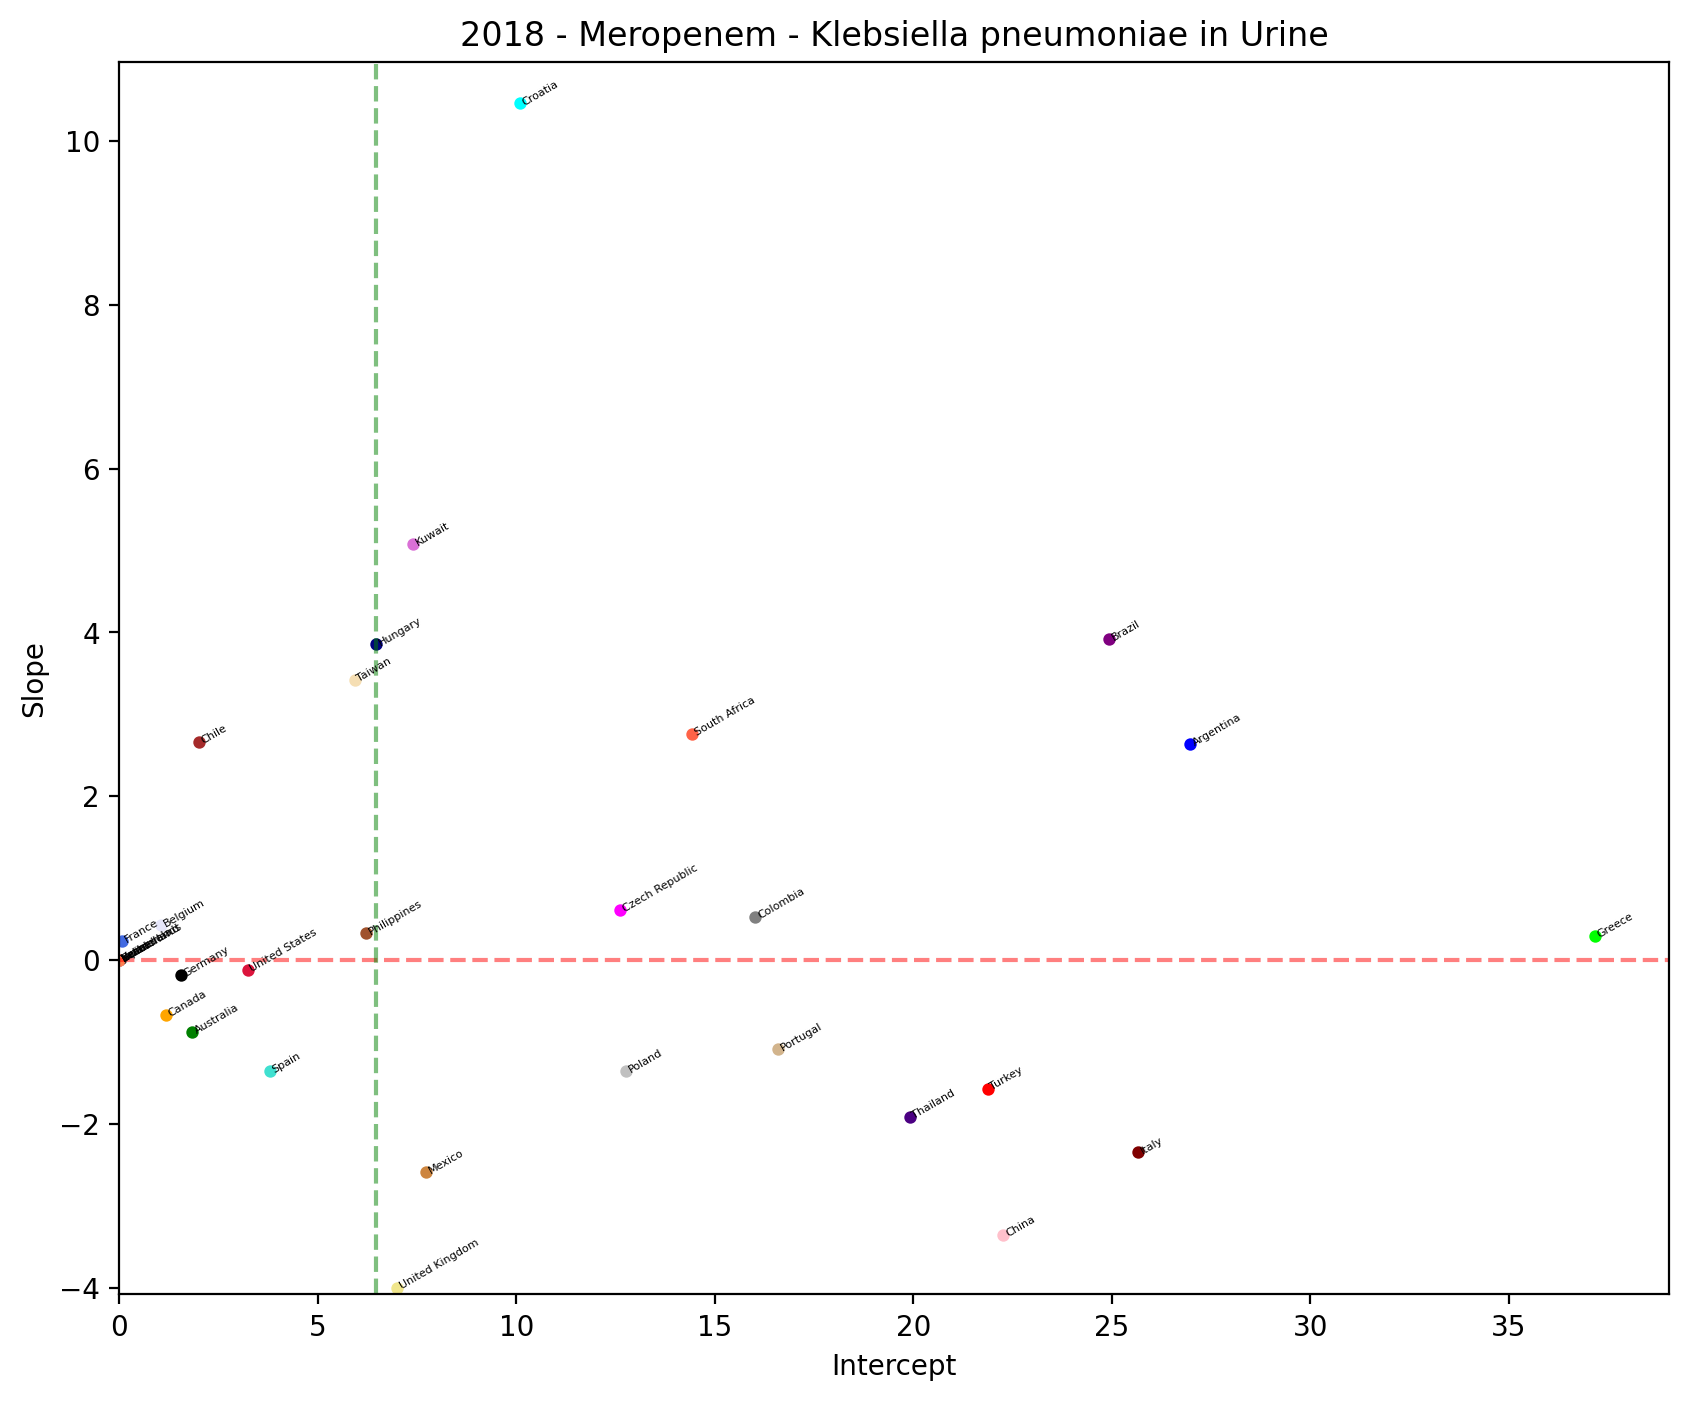 2018 - Meropenem - Klebsiella pneumoniae in Urine
Croatia
10
8
6
Kuwait
4
Hungary
Brazil
Taiwan
Slope
South Africa
Chile
Argentina
2
Czech Republic
Colombia
Philippines
Belgium
France
Greece
0
United States
Germany
Canada
Australia
Portugal
Spain
Poland
Turkey
Thailand
−2
Italy
Mexico
China
United Kingdom
−4
0 5 10 15 20 25 30 35
Intercept